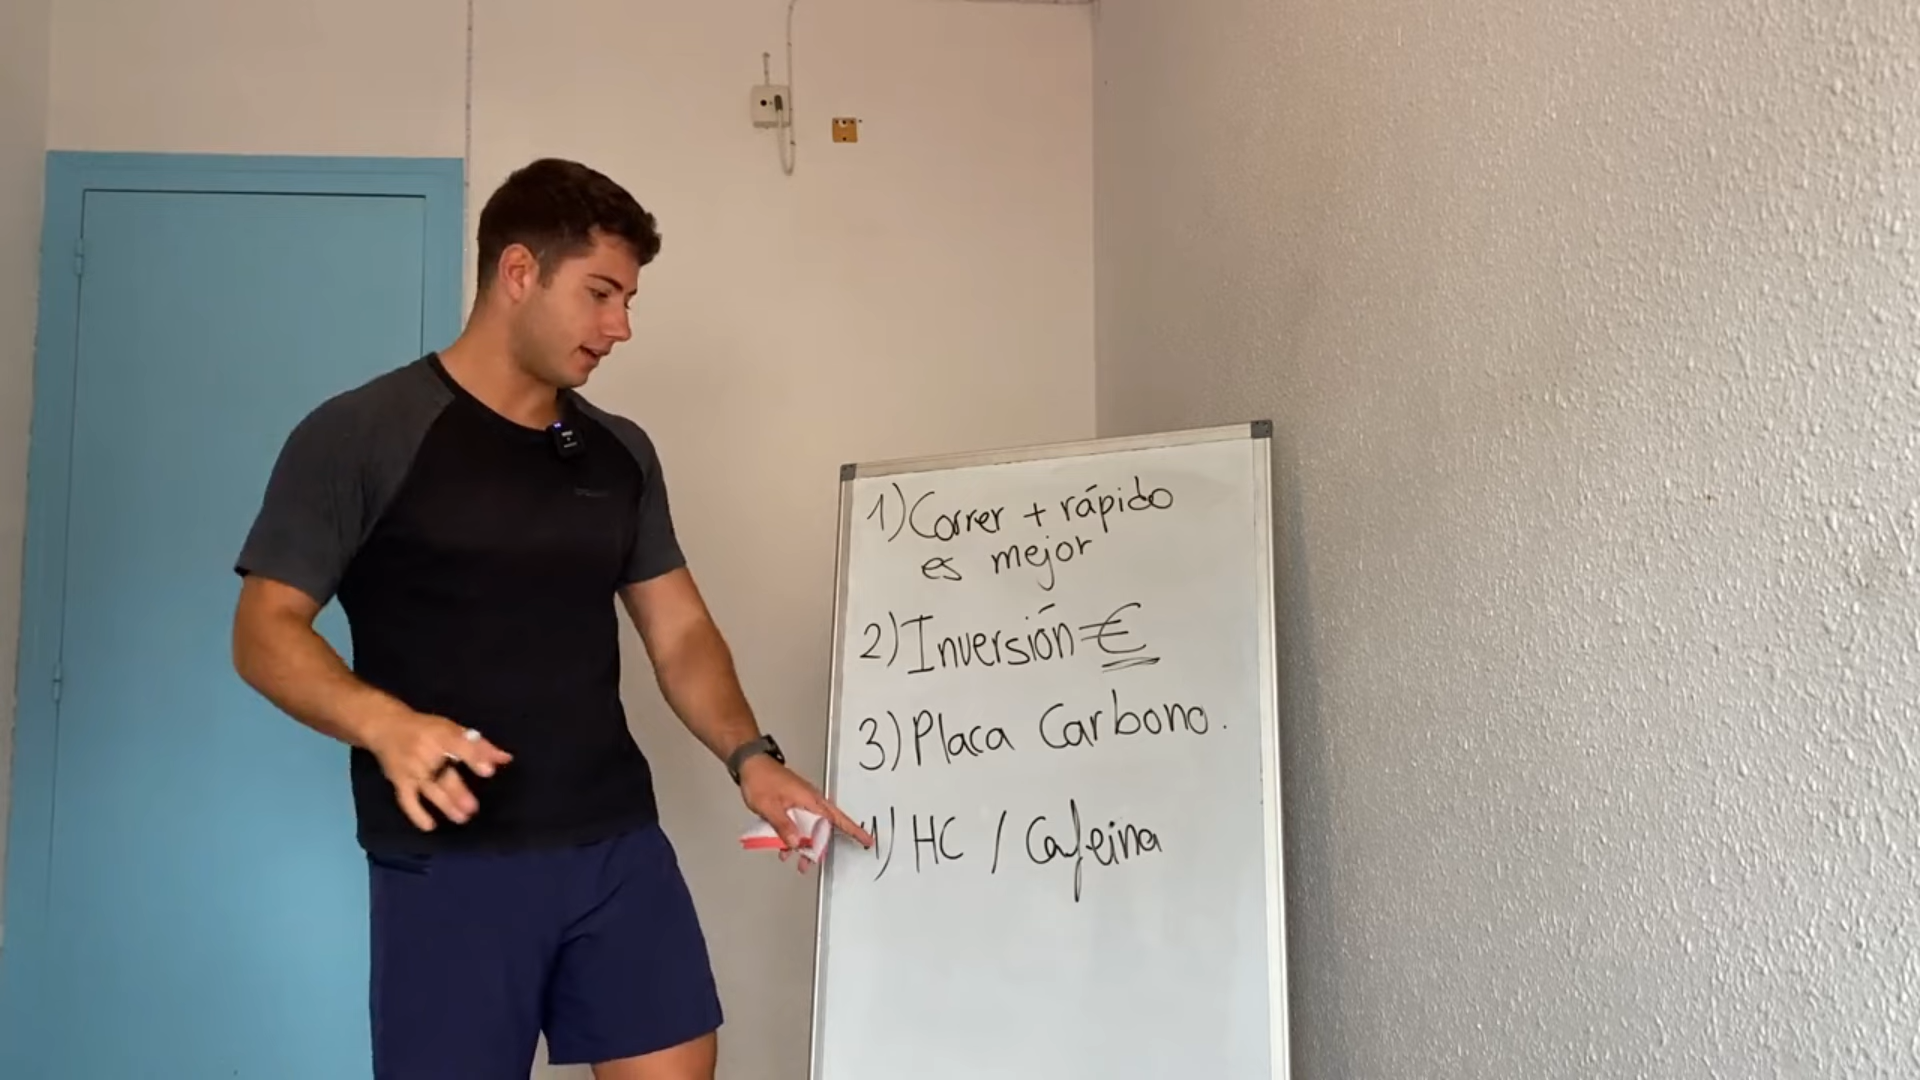 1) Correr + rápido
es mejor
2) Inversión €
3) Placa Carbono.
4) HC / Cafeina